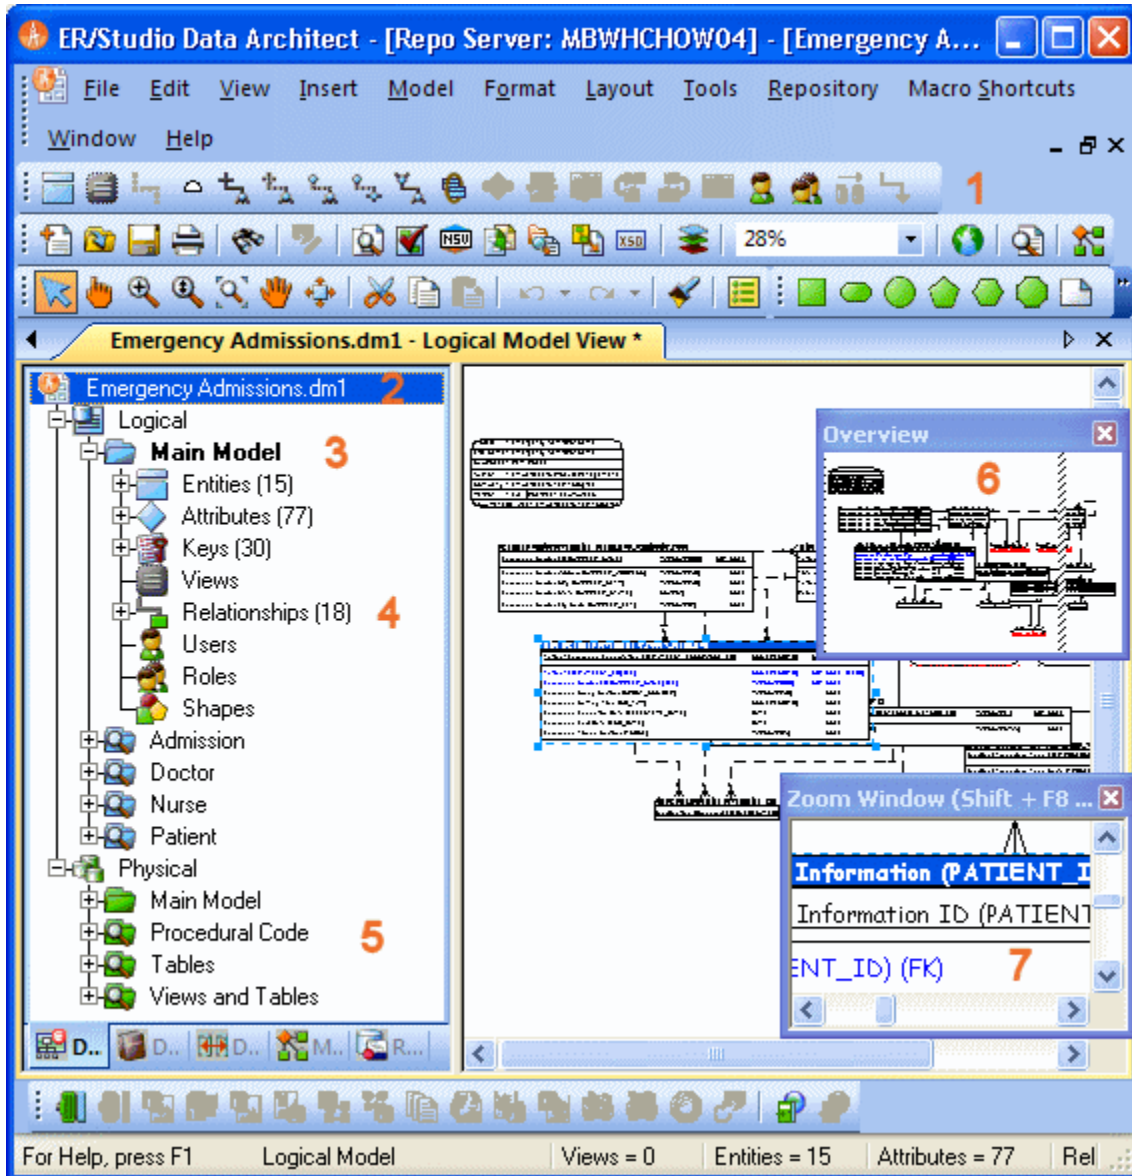 ER/Studio Data Architect - [Repo Server: MBWHCHOW04] - [Emergency A...
File Edit View Insert Model Format Layout Tools Repository Macro Shortcuts
Window Help
1
NSV XSD 28%
Emergency Admissions.dm1 - Logical Model View *
Emergency Admissions.dm1 2
Logical
Main Model 3
Entities (15)
Attributes (77)
Keys (30)
Views
Relationships (18) 4
Users
Roles
Shapes
Admission
Doctor
Nurse
Patient
Physical
Main Model
Procedural Code 5
Tables
Views and Tables
D.. D.. D.. M.. R...
Overview
6
Zoom Window (Shift + F8 ...
Information (PATIENT_I
Information ID (PATIENT
ENT_ID) (FK) 7
For Help, press F1 Logical Model Views = 0 Entities = 15 Attributes = 77 Rel